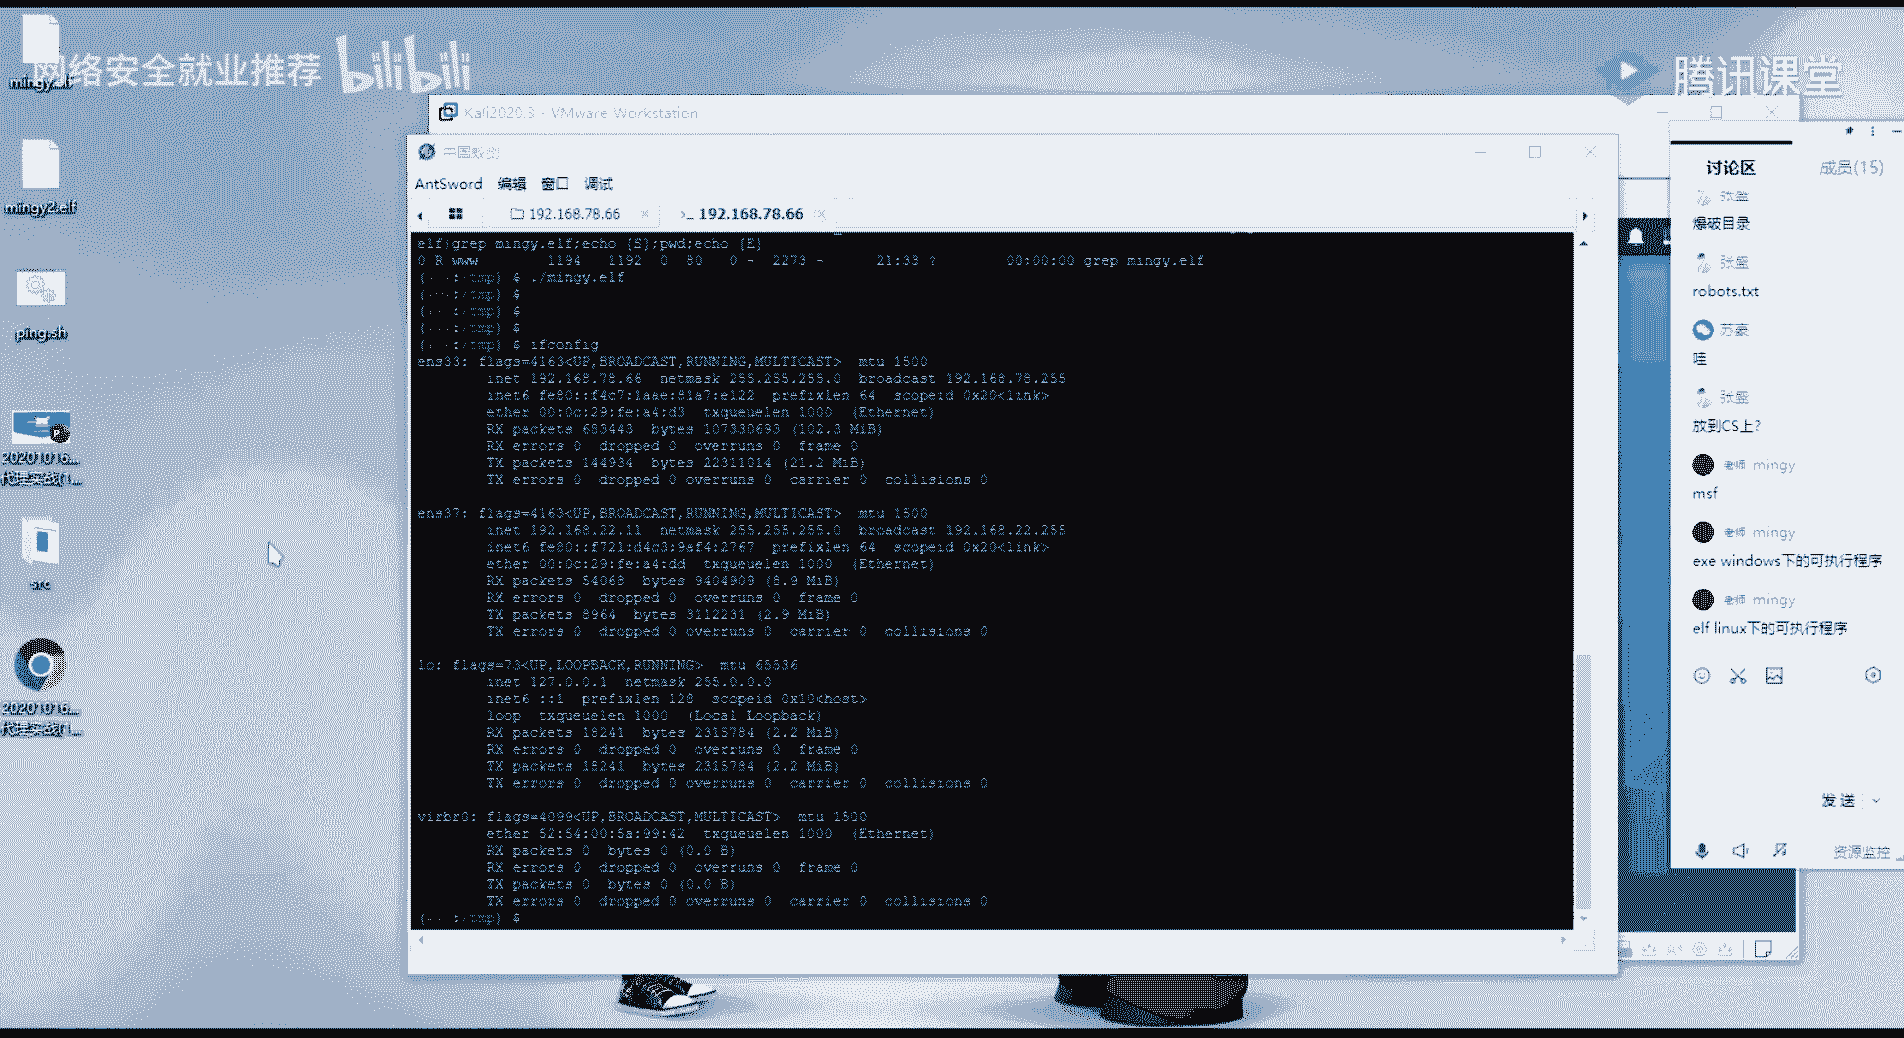 网络安全就业推荐 bilibili
腾讯课堂
mingy2.elf
ping.sh
20201016...
代理实战(1...
src
20201016...
代理实战(1...
Kali2020.3 - VMware Workstation
中国蚁剑
AntSword 编辑 窗口 调试
192.168.78.66 192.168.78.66
elf|grep mingy.elf;echo [S];pwd;echo [E]
0 R www 1194 1192 0 80 0 - 2273 - 21:33 ? 00:00:00 grep mingy.elf
$ ./mingy.elf
$
$
$
$ ifconfig
ens33: flags=4163<UP,BROADCAST,RUNNING,MULTICAST> mtu 1500
inet 192.168.78.66 netmask 255.255.255.0 broadcast 192.168.78.255
inet6 fe80::f4c7:1aae:81a7:e122 prefixlen 64 scopeid 0x20<link>
ether 00:0c:29:fe:a4:d3 txqueuelen 1000 (Ethernet)
RX packets 683443 bytes 107330693 (102.3 MiB)
RX errors 0 dropped 0 overruns 0 frame 0
TX packets 144934 bytes 22311014 (21.2 MiB)
TX errors 0 dropped 0 overruns 0 carrier 0 collisions 0
ens37: flags=4163<UP,BROADCAST,RUNNING,MULTICAST> mtu 1500
inet 192.168.22.11 netmask 255.255.255.0 broadcast 192.168.22.255
inet6 fe80::f721:d4c3:9af4:2767 prefixlen 64 scopeid 0x20<link>
ether 00:0c:29:fe:a4:dd txqueuelen 1000 (Ethernet)
RX packets 54068 bytes 9404909 (8.9 MiB)
RX errors 0 dropped 0 overruns 0 frame 0
TX packets 8964 bytes 3112231 (2.9 MiB)
TX errors 0 dropped 0 overruns 0 carrier 0 collisions 0
lo: flags=73<UP,LOOPBACK,RUNNING> mtu 65536
inet 127.0.0.1 netmask 255.0.0.0
inet6 ::1 prefixlen 128 scopeid 0x10<host>
loop txqueuelen 1000 (Local Loopback)
RX packets 18241 bytes 2315784 (2.2 MiB)
RX errors 0 dropped 0 overruns 0 frame 0
TX packets 18241 bytes 2315784 (2.2 MiB)
TX errors 0 dropped 0 overruns 0 carrier 0 collisions 0
virbr0: flags=4099<UP,BROADCAST,MULTICAST> mtu 1500
ether 52:54:00:5a:99:42 txqueuelen 1000 (Ethernet)
RX packets 0 bytes 0 (0.0 B)
RX errors 0 dropped 0 overruns 0 frame 0
TX packets 0 bytes 0 (0.0 B)
TX errors 0 dropped 0 overruns 0 carrier 0 collisions 0
$
讨论区 成员(15)
爆破目录
robots.txt
哇
放到CS上?
老师 mingy
msf
老师 mingy
exe windows下的可执行程序
老师 mingy
elf linux下的可执行程序
发送
资源监控